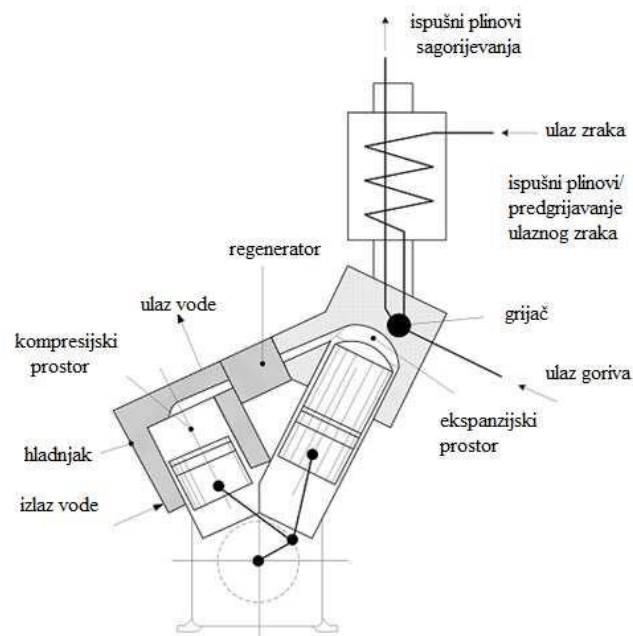 ispušni plinovi
sagorijevanja
ulaz zraka
ispušni plinovi/
predgrijavanje
ulaznog zraka
regenerator
ulaz vode
grijač
kompresijski
prostor
ulaz goriva
ekspanzijski
prostor
hladnjak
izlaz vode